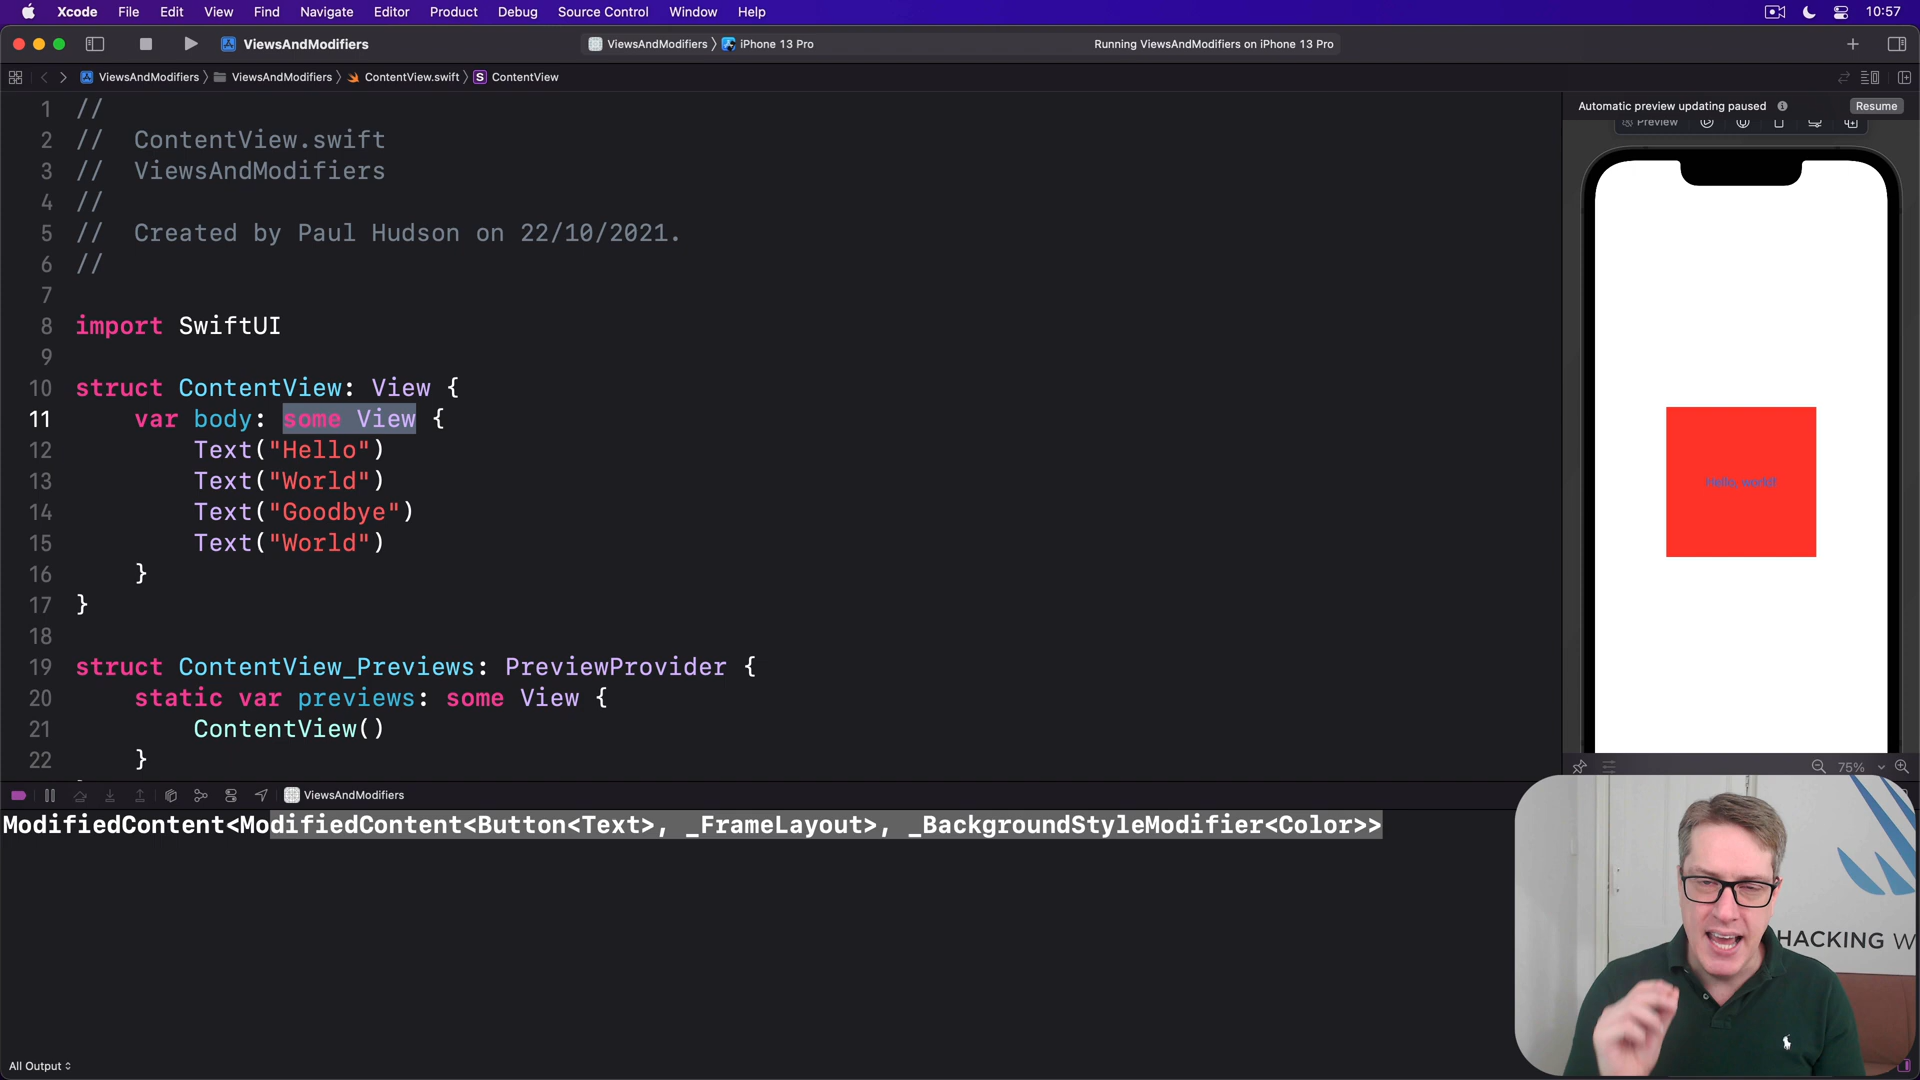 Xcode File Edit View Find Navigate Editor Product Debug Source Control Window Help 10:57
ViewsAndModifiers ViewsAndModifiers iPhone 13 Pro Running ViewsAndModifiers on iPhone 13 Pro
ViewsAndModifiers ViewsAndModifiers ContentView.swift S ContentView
Automatic preview updating paused Resume
Preview
1 //
2 // ContentView.swift
3 // ViewsAndModifiers
4 //
5 // Created by Paul Hudson on 22/10/2021.
6 //
7
8 import SwiftUI
9
10 struct ContentView: View {
11 var body: some View {
12 Text("Hello")
13 Text("World")
14 Text("Goodbye")
15 Text("World")
16 }
17 }
18
19 struct ContentView_Previews: PreviewProvider {
20 static var previews: some View {
21 ContentView()
22 }
Hello, world!
75%
ViewsAndModifiers
ModifiedContent<ModifiedContent<Button<Text>, _FrameLayout>, _BackgroundStyleModifier<Color>>
HACKING W
All Output